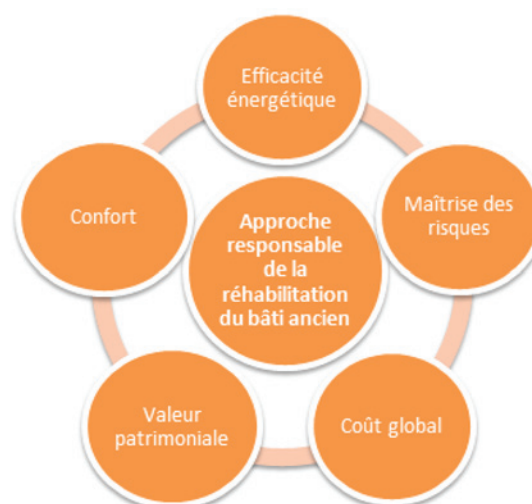 Efficacité
énergétique
Maîtrise des
risques
Coût global
Valeur
patrimoniale
Confort
Approche
responsable
de la
réhabilitation
du bâti ancien